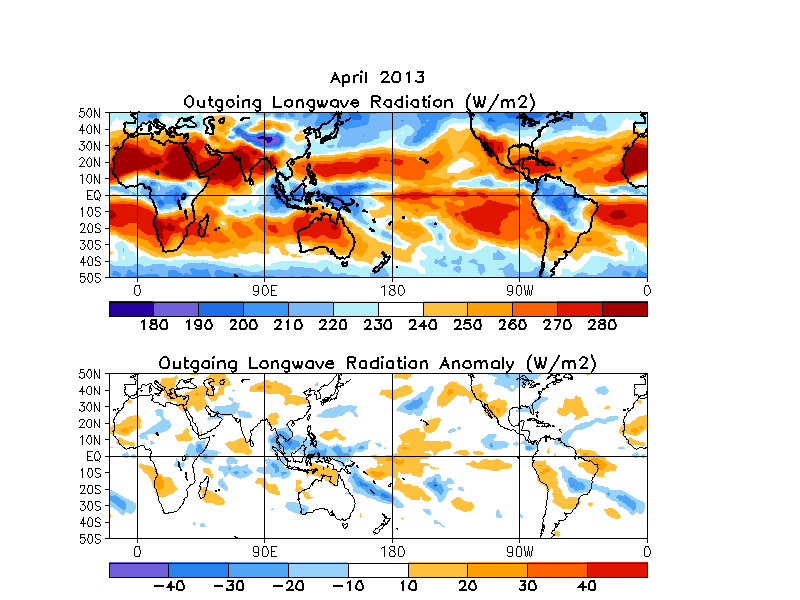 April 2013
Outgoing Longwave Radiation (W/m2)
50N
40N
30N
20N
10N
EQ
10S
20S
30S
40S
50S
0 90E 180 90W 0
180 190 200 210 220 230 240 250 260 270 280
Outgaing Longwave Radiation Anomaly (W/m2)
50N
40N
30N
20N
10N
EQ
10S
20S
30S
40S
50S
0 90E 180 90W 0
−40 −30 −20 −10 10 20 30 40